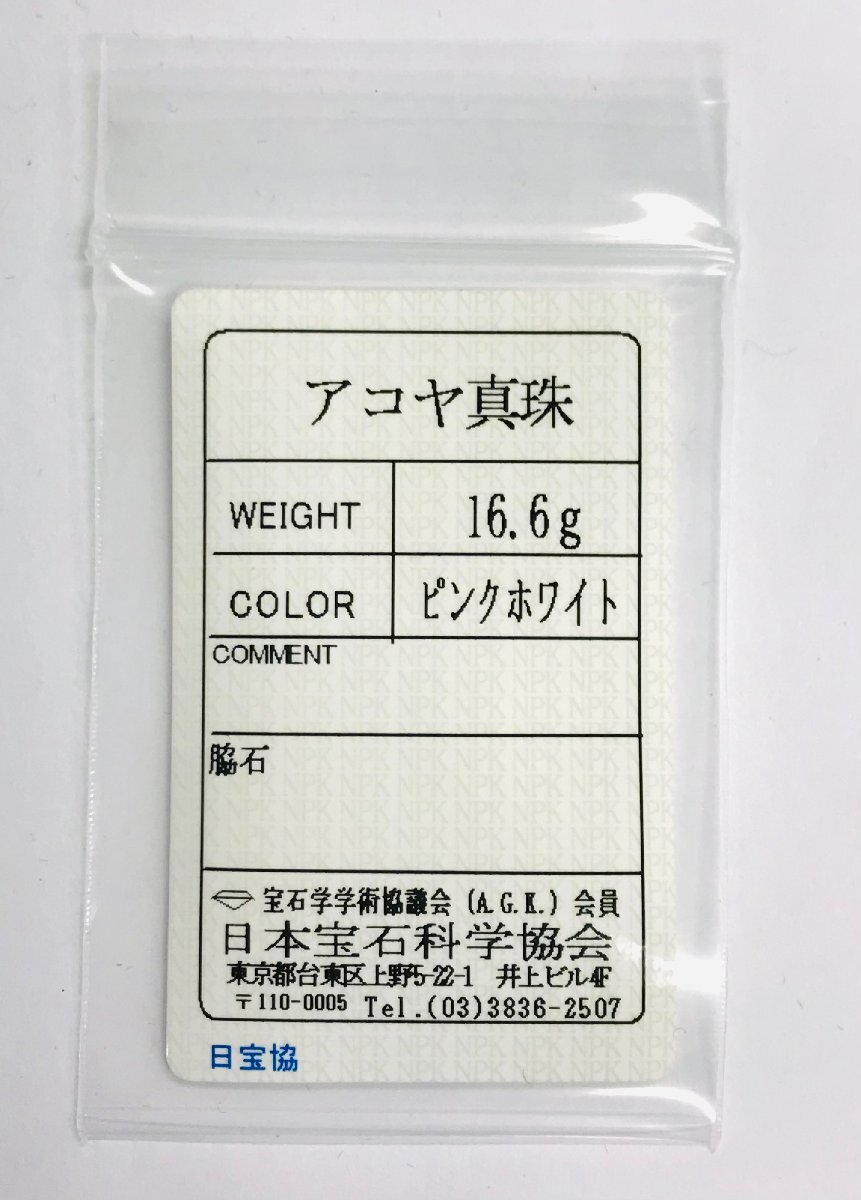 アコヤ真珠
WEIGHT 16.6g
COLOR ピンクホワイト
COMMENT
脇石
宝石学学術協議会 (A.G.K.) 会員
日本宝石科学協会
東京都台東区上野5-22-1 井上ビル4F
〒110-0005 Tel.(03)3836-2507
日宝協